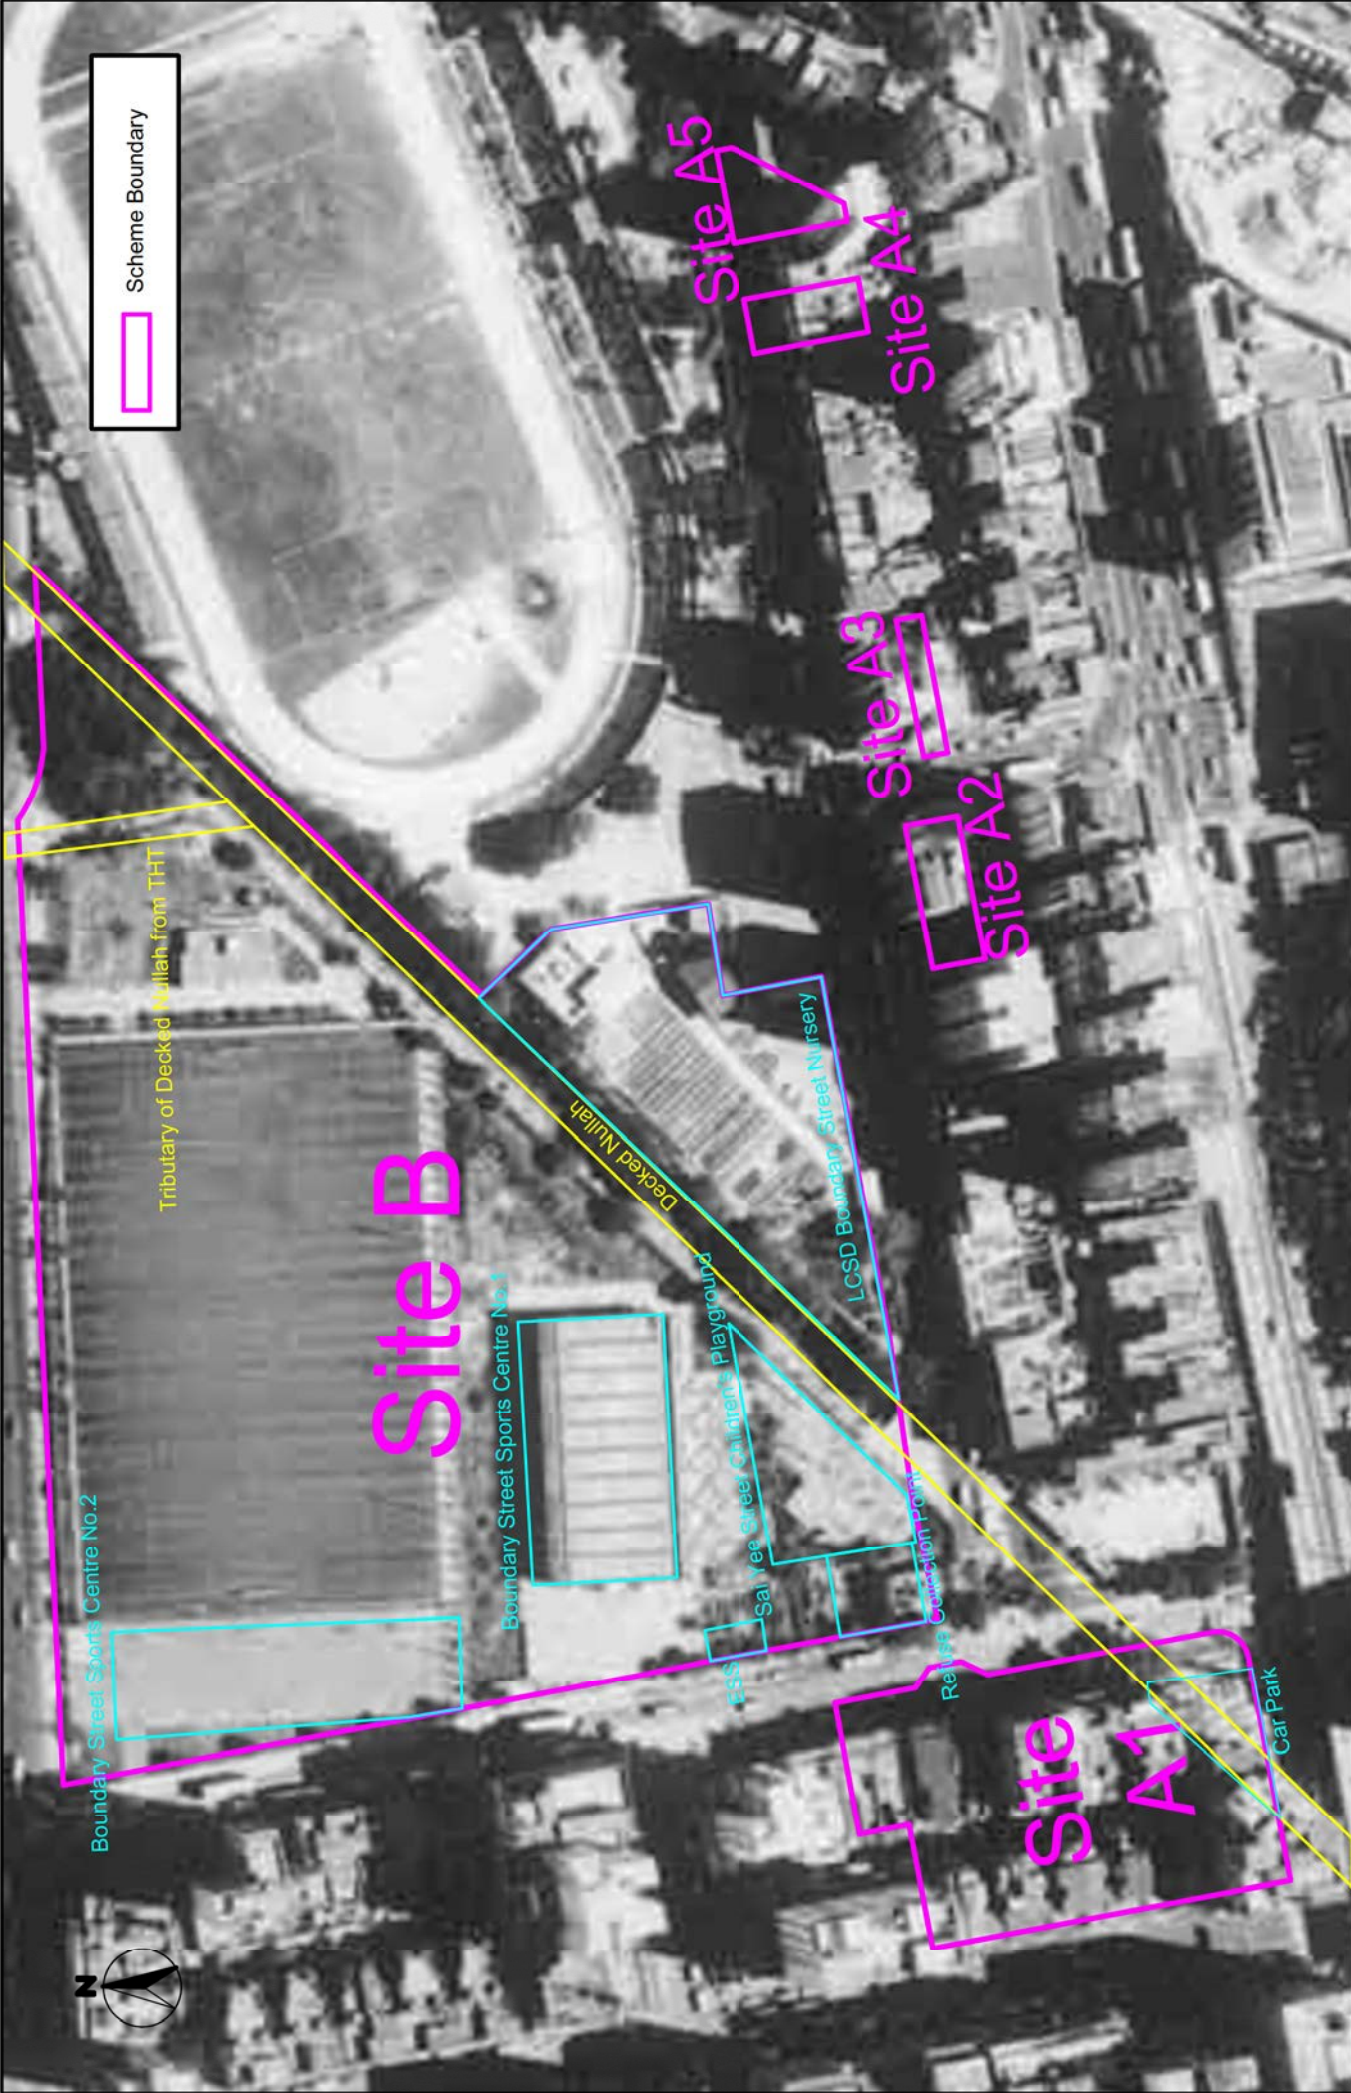 Scheme Boundary
Site A5
Site A4
Site A3
Site A2
Tributary of Decked Nullah from THT
Site B
Decked Nullah
LCSD Boundary Street Nursery
Boundary Street Sports Centre No.1
Boundary Street Sports Centre No.2
Sai Yee Street Children's Playground
ESS
Refuse Collection Point
Site
A1
Car Park
N